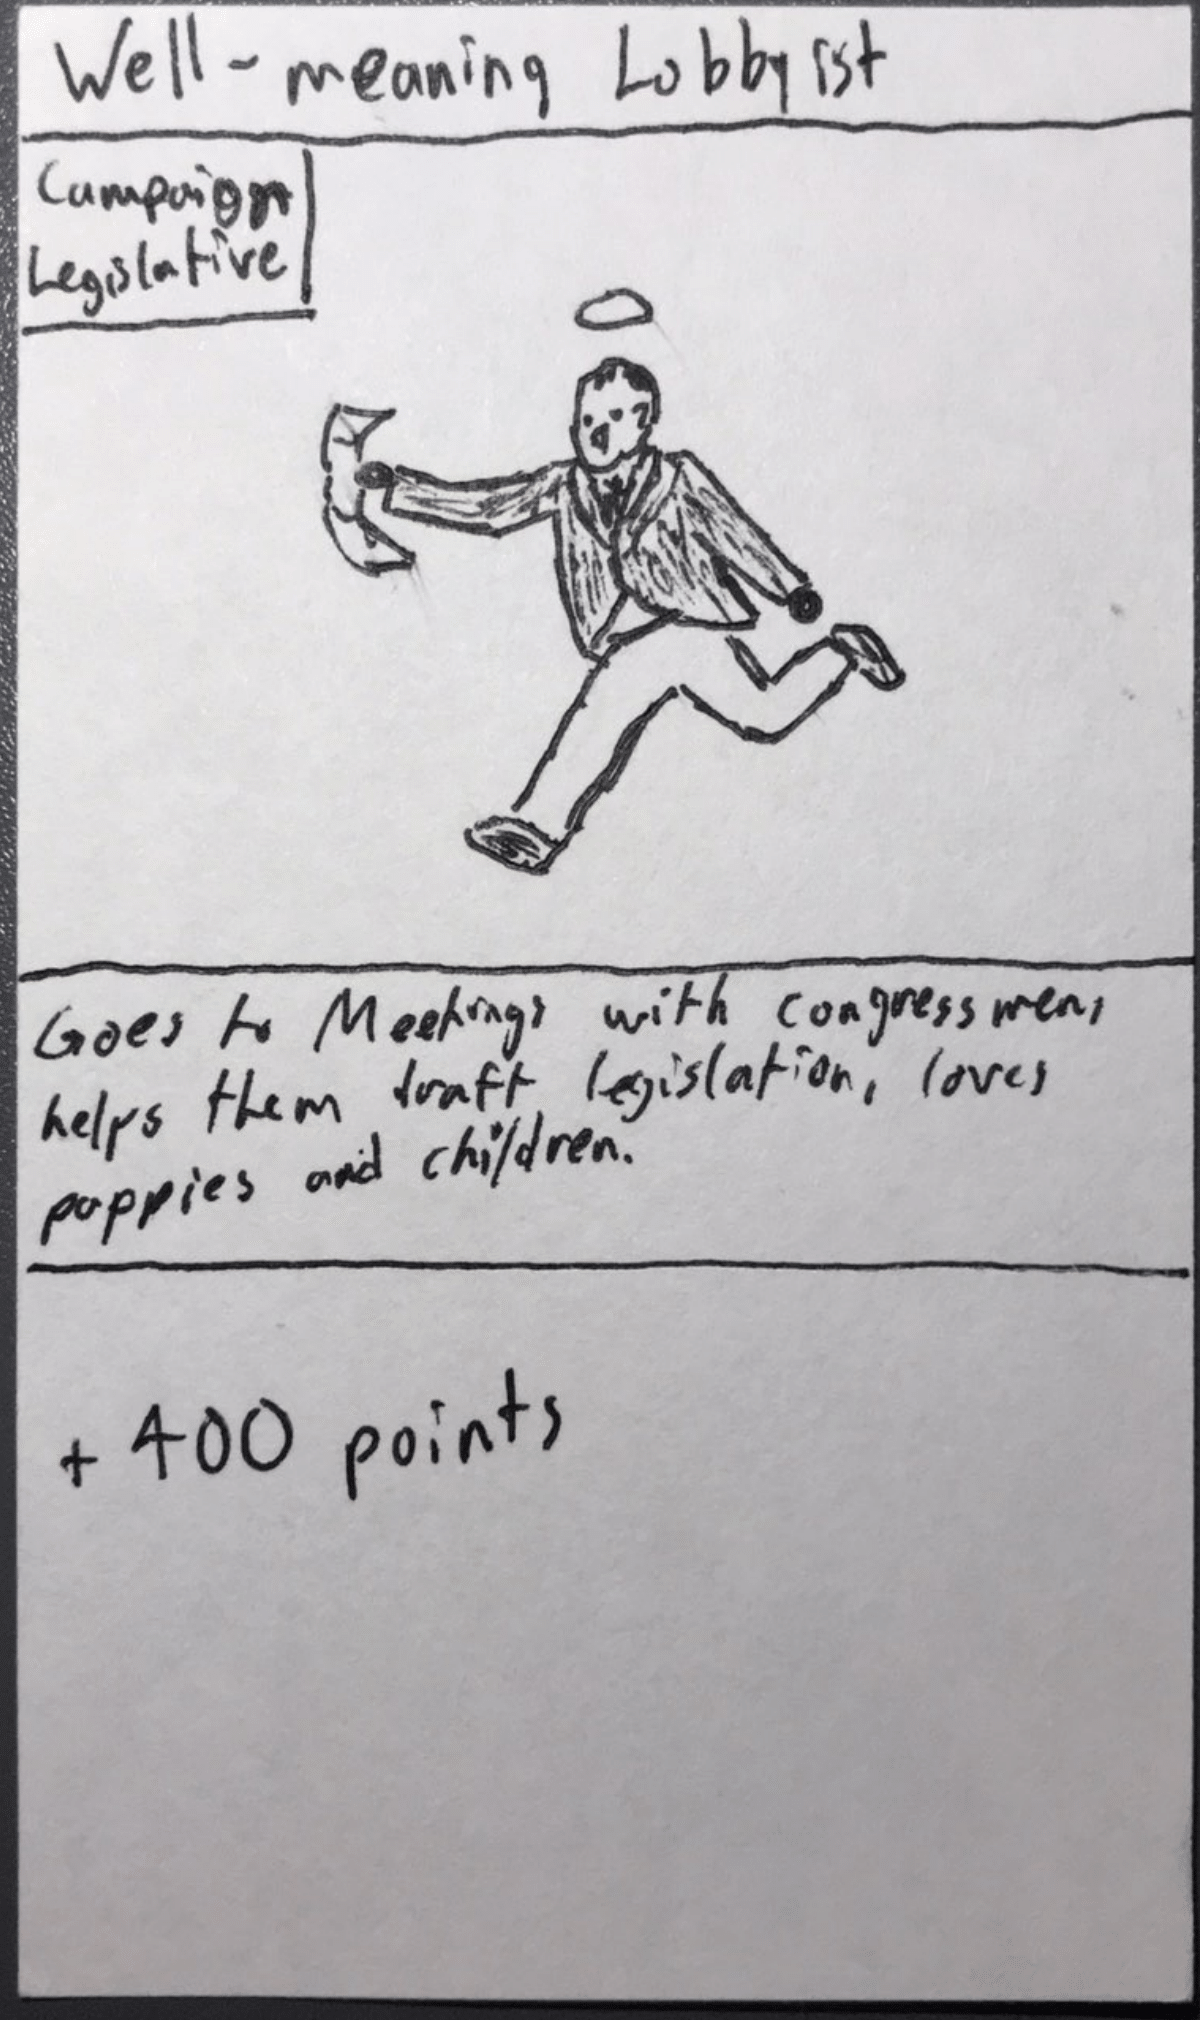 Well-meaning Lobbyist
Campaign
Legislative
Goes to Meetings with congressmen,
helps them draft legislation, loves
puppies and children.
+ 400 points